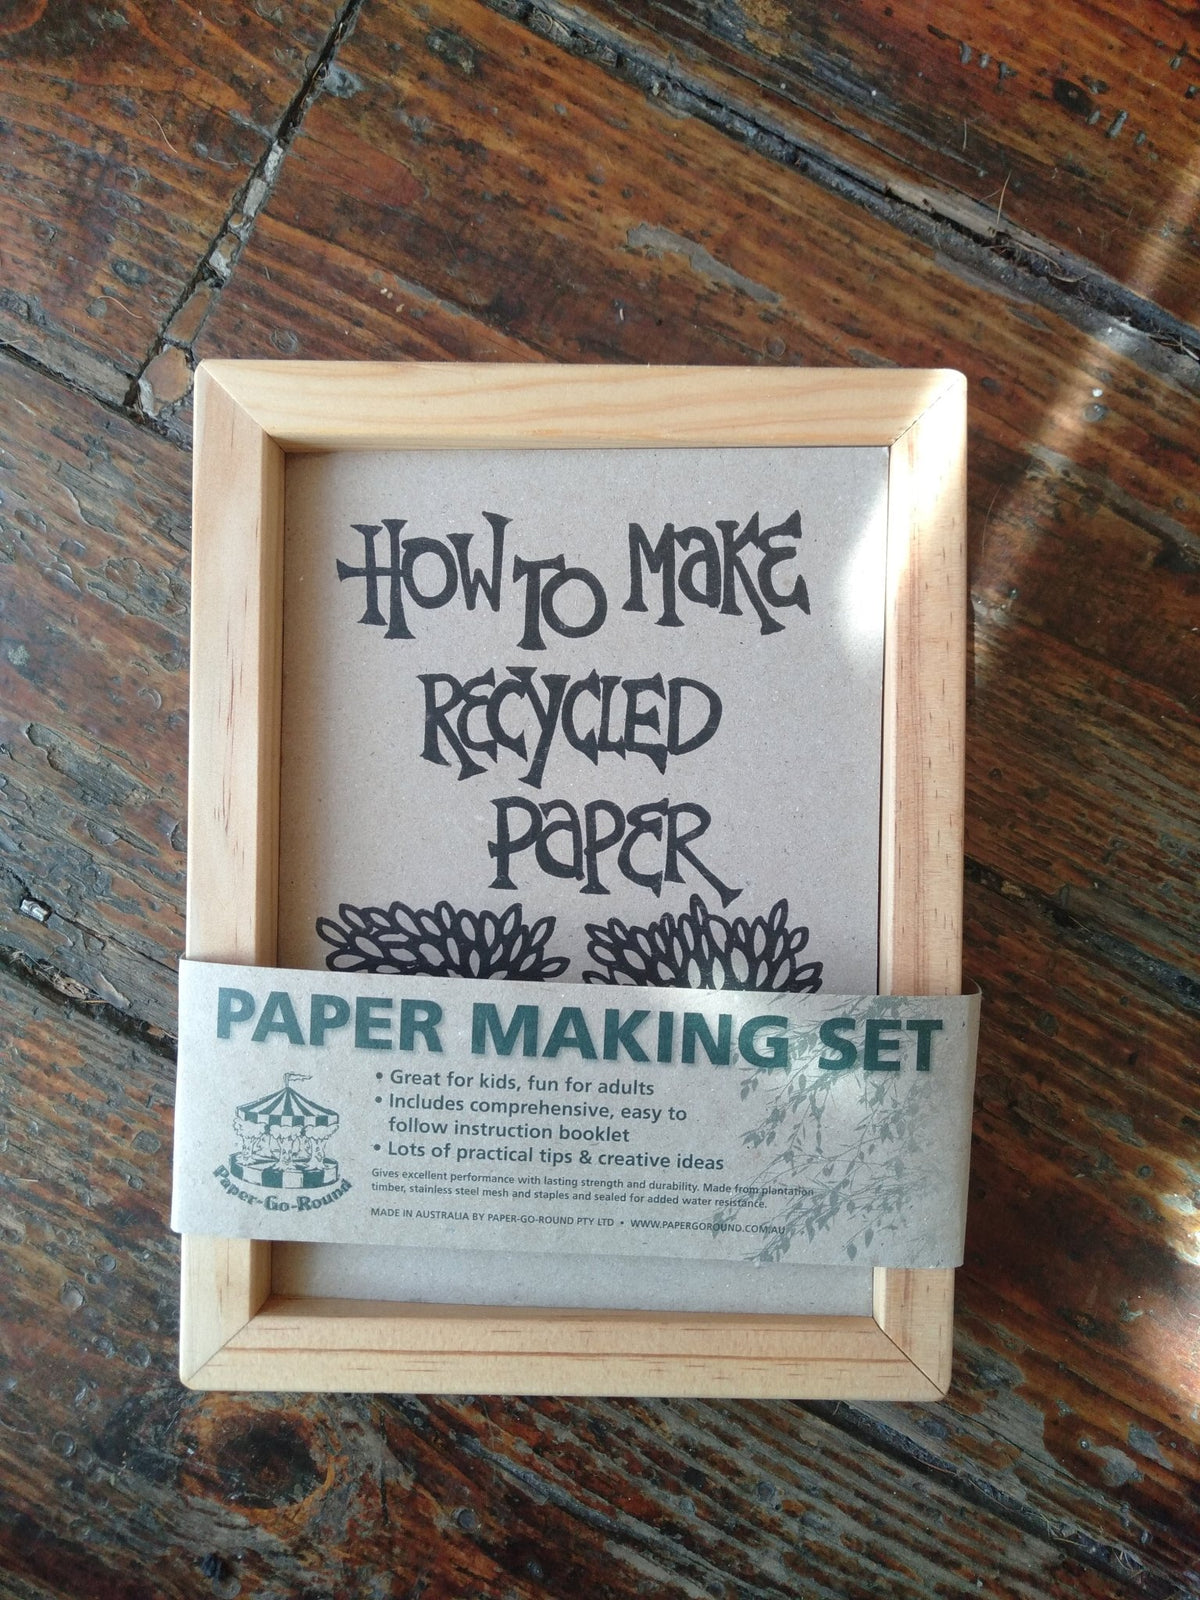 HOW TO MAKE
RECYCLED
PAPER
PAPER MAKING SET
• Great for kids, fun for adults
• Includes comprehensive, easy to
follow instruction booklet
• Lots of practical tips & creative ideas
Gives excellent performance with lasting strength and durability. Made from plantation
timber, stainless steel mesh and staples and sealed for added water resistance.
MADE IN AUSTRALIA BY PAPER-GO-ROUND PTY LTD • WWW.PAPERGOROUND.COM.AU
Paper-Go-Round